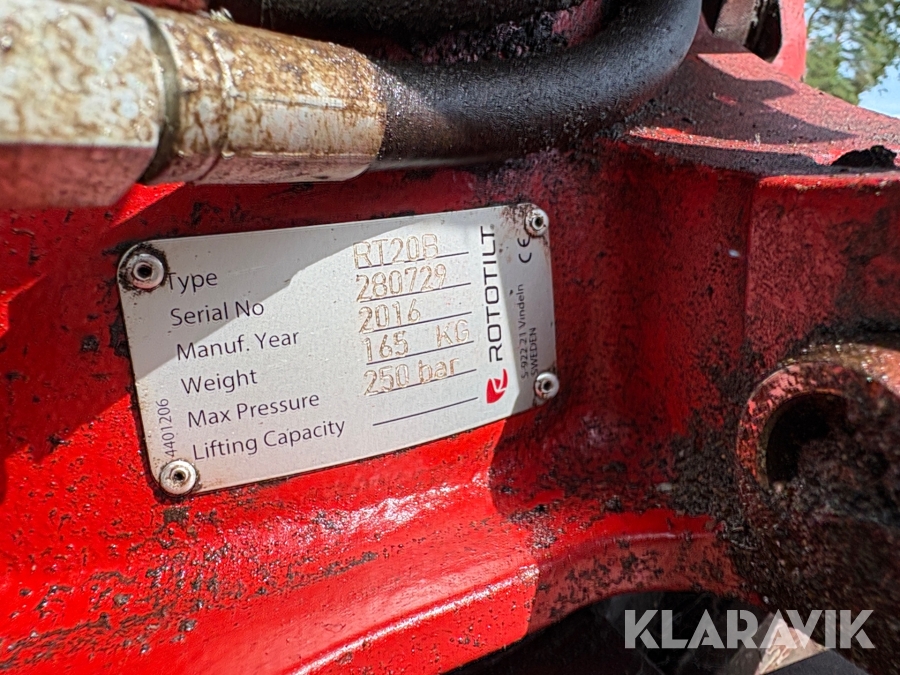 Type RT20B
Serial No 280729
Manuf. Year 2016
Weight 165 KG
Max Pressure 250 bar
Lifting Capacity
4401206
ROTOTILT
CE
S-922 21 Vindeln
SWEDEN
KLARAVIK